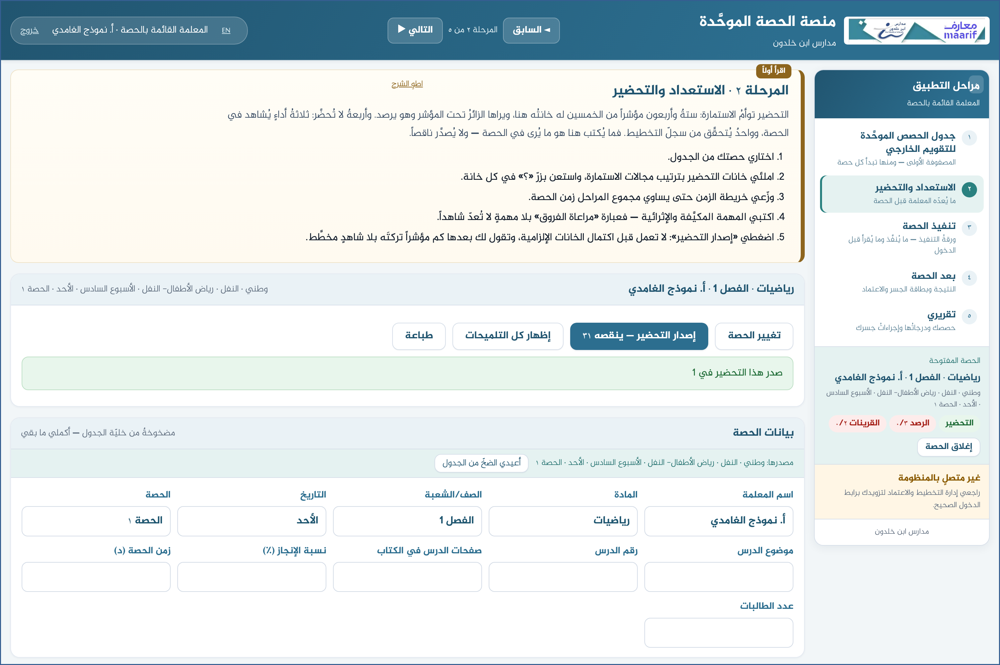 معارف
maarif
مدارس
ابن خلدون
Ibn Khaldon Schools
منصة الحصة الموحَّدة
مدارس ابن خلدون
◄ السابق
المرحلة ٢ من ٥
التالي ▶
EN
المعلمة القائمة بالحصة · أ. نموذج الغامدي
خروج
مراحل التطبيق
المعلمة القائمة بالحصة
١
جدول الحصص الموحَّدة
للتقويم الخارجي
المصفوفة الأولى — ومنها تبدأ كل حصة
٢
الاستعداد والتحضير
ما يُعدّه المعلمة قبل الحصة
٣
تنفيذ الحصة
ورقةُ التنفيذ — ما يُنفَّذ وما يُقرأ قبل
الدخول
٤
بعد الحصة
النتيجة وبطاقة الجسر والاعتماد
٥
تقريري
حصصك ودرجاتُها وإجراءاتُ جسرك
الحصة المفتوحة
رياضيات · الفصل 1 · أ. نموذج الغامدي
وطني · النفل · رياض الأطفال– النفل · الأسبوع السادس
· الأحد · الحصة ١
التحضير
الرصد ٠/٣
القرينات ٠/٢
إغلاق الحصة
غير متصلٍ بالمنظومة
راجعي إدارة التخطيط والاعتماد لتزويدك برابط
الدخول الصحيح.
مدارس ابن خلدون
اقرأ أولاً
المرحلة ٢ · الاستعداد والتحضير
اطوِ الشرح
التحضير توأمُ الاستمارة: ستةٌ وأربعون مؤشراً من الخمسين له خانتُه هنا، ويراها الزائرُ تحت المؤشر وهو يرصد. وأربعةٌ لا تُحضَّر: ثلاثةُ أداءٍ يُشاهد في
الحصة، وواحدٌ يُتحقَّق من سجلّ التخطيط. فما يُكتب هنا هو ما يُرى في الحصة — ولا يُصدَّر ناقصاً.
1. اختاري حصتك من الجدول.
2. املئي خانات التحضير بترتيب مجالات الاستمارة، واستعن بزرّ «؟» في كل خانة.
3. وزّعي خريطة الزمن حتى يساوي مجموع المراحل زمن الحصة.
4. اكتبي المهمة المكيَّفة والإثرائية — فعبارة «مراعاة الفروق» بلا مهمةٍ لا تُعدّ شاهداً.
5. اضغطي «إصدار التحضير»: لا تعمل قبل اكتمال الخانات الإلزامية، وتقول لك بعدها كم مؤشراً تركتَه بلا شاهدٍ مخطَّط.
رياضيات · الفصل 1 · أ. نموذج الغامدي
وطني · النفل · رياض الأطفال– النفل · الأسبوع السادس · الأحد · الحصة ١
تغيير الحصة
إصدار التحضير — ينقصه ٣١
إظهار كل التلميحات
طباعة
صدر هذا التحضير في 1
بيانات الحصة
مضخوخةٌ من خليّة الجدول — أكملي ما بقي
مصدرها: وطني · النفل · رياض الأطفال– النفل · الأسبوع السادس · الأحد · الحصة ١
أعيدي الضخّ من الجدول
اسم المعلمة
المادة
الصف/الشعبة
التاريخ
الحصة
أ. نموذج الغامدي
رياضيات
الفصل 1
الأحد
الحصة ١
موضوع الدرس
رقم الدرس
صفحات الدرس في الكتاب
نسبة الإنجاز (٪)
زمن الحصة (د)
عدد الطالبات